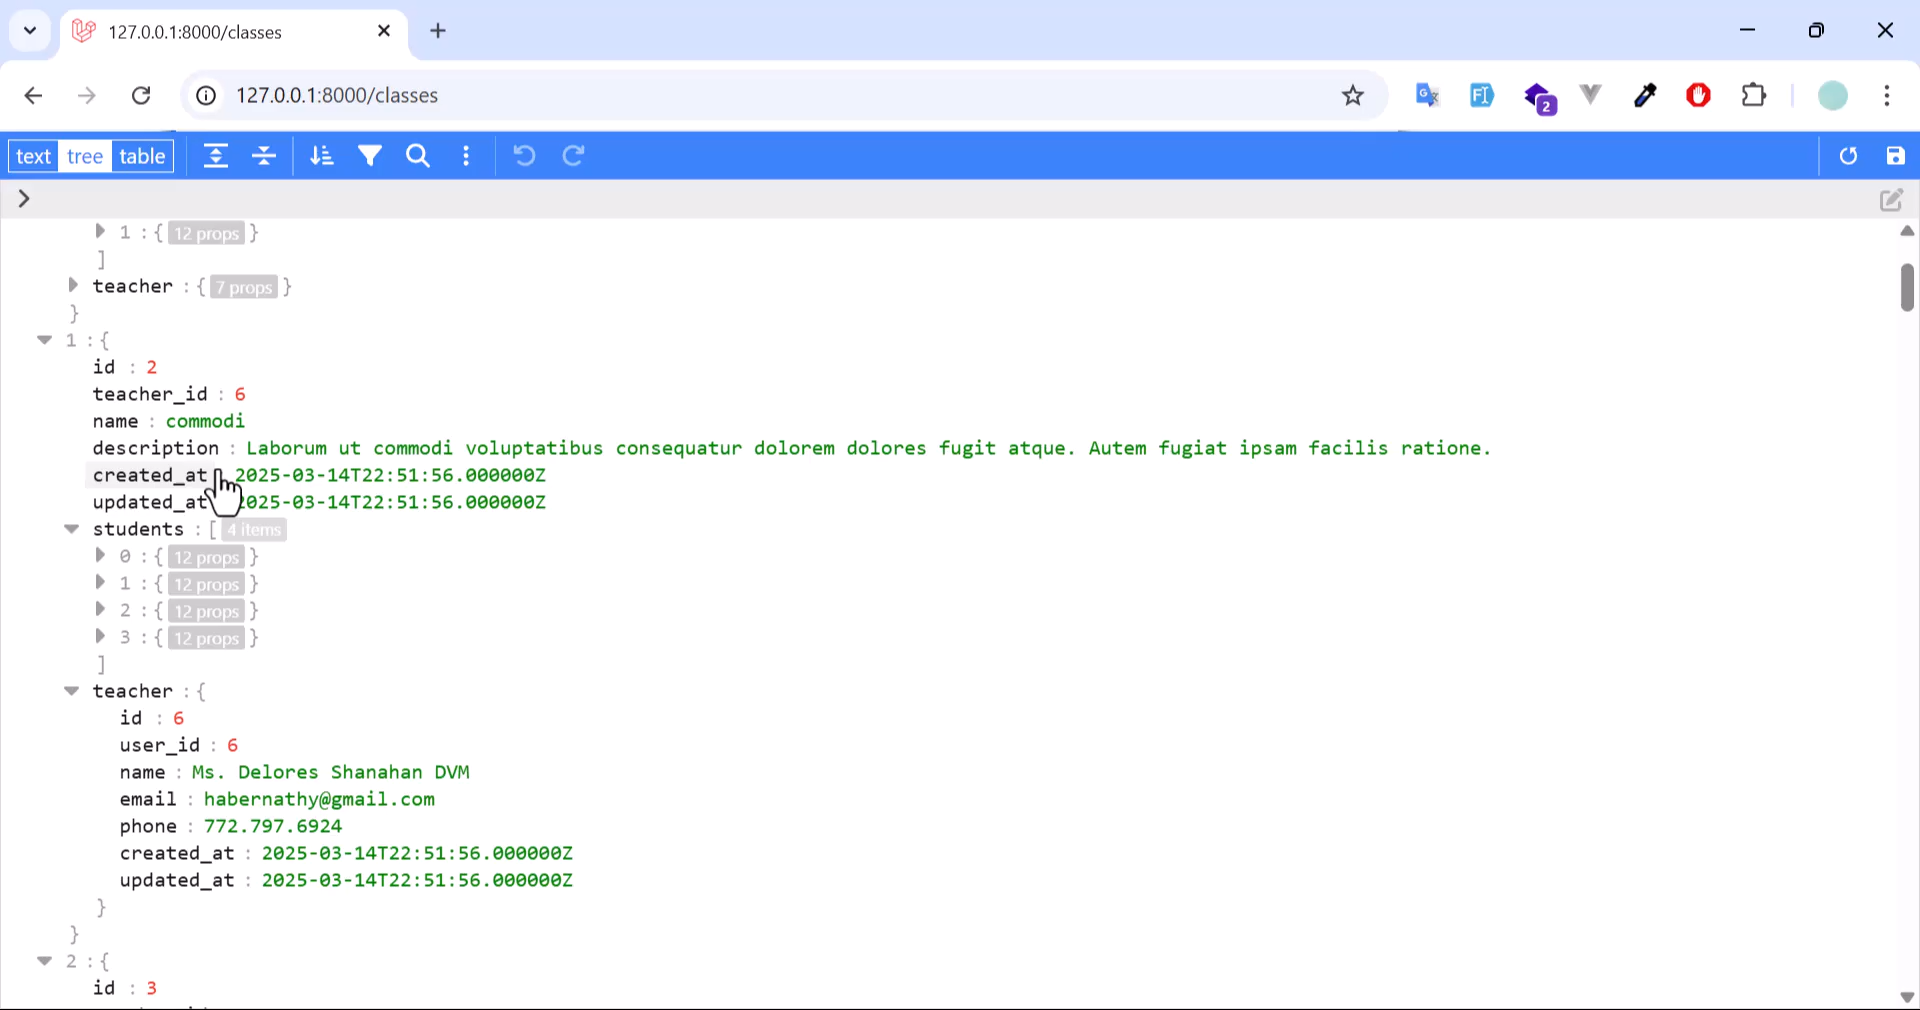 127.0.0.1:8000/classes
127.0.0.1:8000/classes
2
text tree table
1 : { 12 props }
]
teacher : { 7 props }
}
1 : {
id : 2
teacher_id : 6
name : commodi
description : Laborum ut commodi voluptatibus consequatur dolorem dolores fugit atque. Autem fugiat ipsam facilis ratione.
created_at 2025-03-14T22:51:56.000000Z
updated_at 2025-03-14T22:51:56.000000Z
students : [ 4 items
0 : { 12 props }
1 : { 12 props }
2 : { 12 props }
3 : { 12 props }
]
teacher : {
id : 6
user_id : 6
name : Ms. Delores Shanahan DVM
email : habernathy@gmail.com
phone : 772.797.6924
created_at : 2025-03-14T22:51:56.000000Z
updated_at : 2025-03-14T22:51:56.000000Z
}
}
2 : {
id : 3